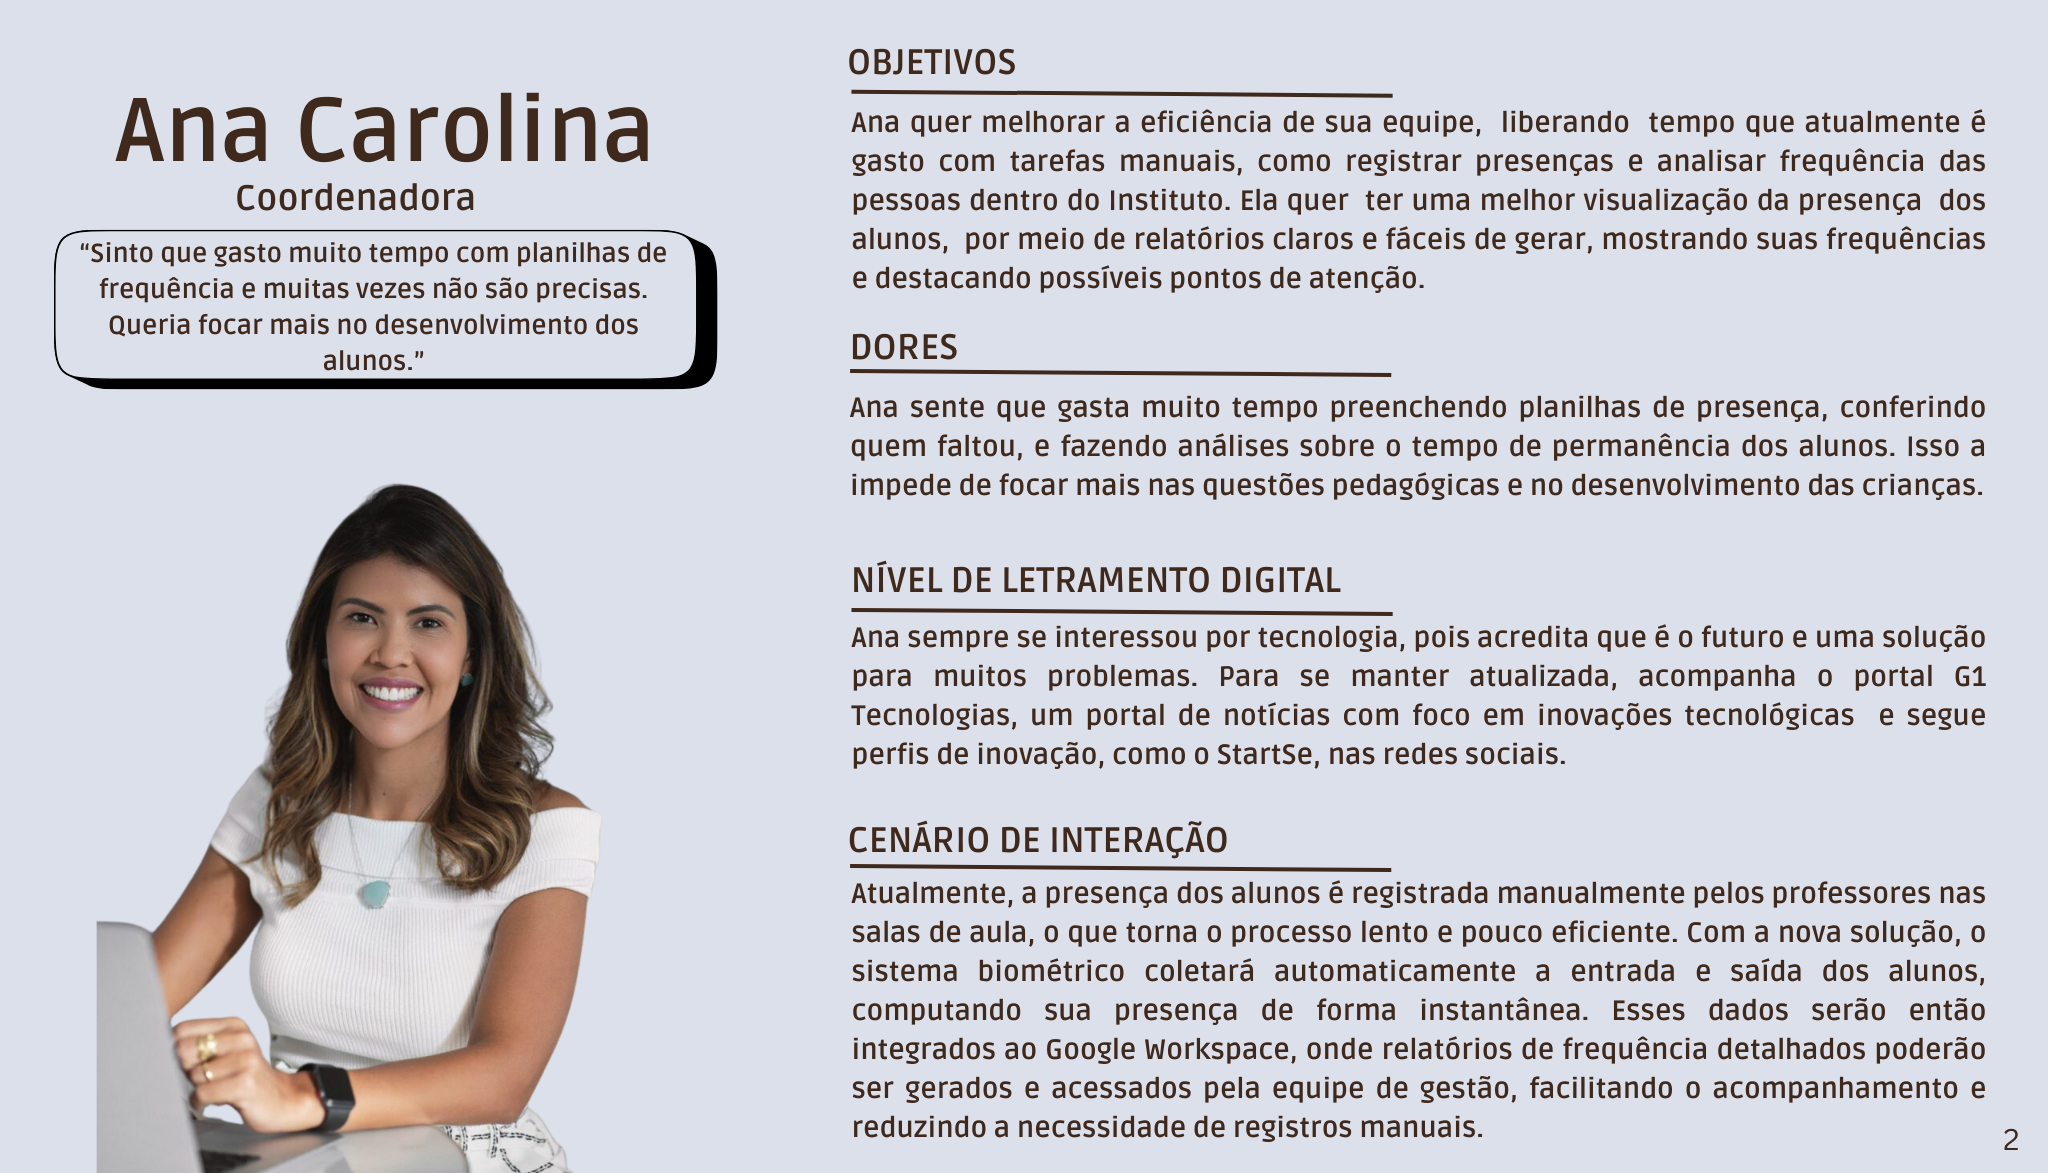 Ana Carolina
Coordenadora
“Sinto que gasto muito tempo com planilhas de
frequência e muitas vezes não são precisas.
Queria focar mais no desenvolvimento dos
alunos.”
OBJETIVOS
Ana quer melhorar a eficiência de sua equipe, liberando tempo que atualmente é
gasto com tarefas manuais, como registrar presenças e analisar frequência das
pessoas dentro do Instituto. Ela quer ter uma melhor visualização da presença dos
alunos, por meio de relatórios claros e fáceis de gerar, mostrando suas frequências
e destacando possíveis pontos de atenção.
DORES
Ana sente que gasta muito tempo preenchendo planilhas de presença, conferindo
quem faltou, e fazendo análises sobre o tempo de permanência dos alunos. Isso a
impede de focar mais nas questões pedagógicas e no desenvolvimento das crianças.
NÍVEL DE LETRAMENTO DIGITAL
Ana sempre se interessou por tecnologia, pois acredita que é o futuro e uma solução
para muitos problemas. Para se manter atualizada, acompanha o portal G1
Tecnologias, um portal de notícias com foco em inovações tecnológicas e segue
perfis de inovação, como o StartSe, nas redes sociais.
CENÁRIO DE INTERAÇÃO
Atualmente, a presença dos alunos é registrada manualmente pelos professores nas
salas de aula, o que torna o processo lento e pouco eficiente. Com a nova solução, o
sistema biométrico coletará automaticamente a entrada e saída dos alunos,
computando sua presença de forma instantânea. Esses dados serão então
integrados ao Google Workspace, onde relatórios de frequência detalhados poderão
ser gerados e acessados pela equipe de gestão, facilitando o acompanhamento e
reduzindo a necessidade de registros manuais.
2